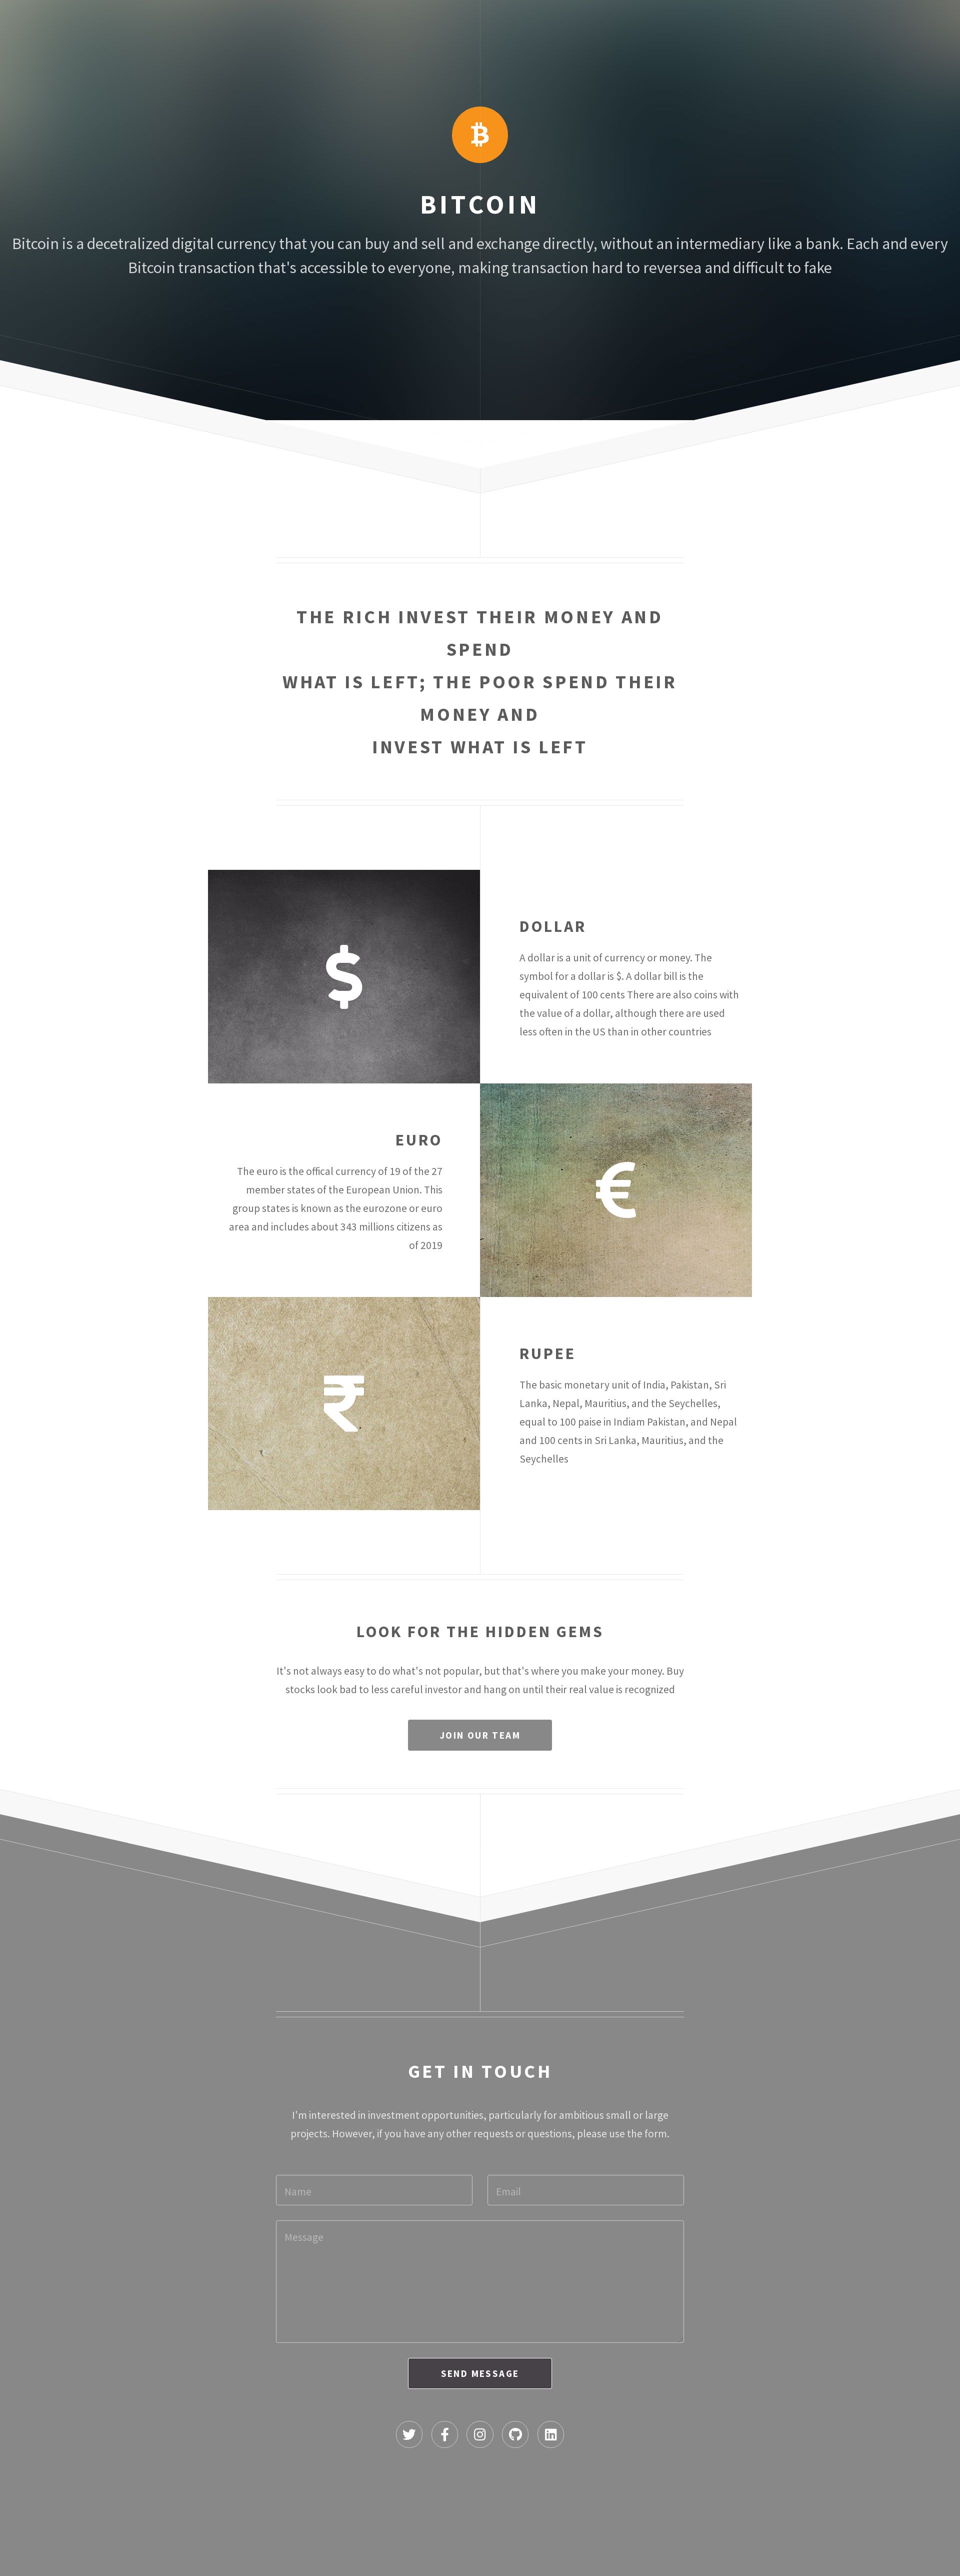 BITCOIN
Bitcoin is a decetralized digital currency that you can buy and sell and exchange directly, without an intermediary like a bank. Each and every
Bitcoin transaction that's accessible to everyone, making transaction hard to reversea and difficult to fake
THE RICH INVEST THEIR MONEY AND
SPEND
WHAT IS LEFT; THE POOR SPEND THEIR
MONEY AND
INVEST WHAT IS LEFT
$
DOLLAR
A dollar is a unit of currency or money. The
symbol for a dollar is $. A dollar bill is the
equivalent of 100 cents There are also coins with
the value of a dollar, although there are used
less often in the US than in other countries
EURO
The euro is the offical currency of 19 of the 27
member states of the European Union. This
group states is known as the eurozone or euro
area and includes about 343 millions citizens as
of 2019
€
₹
RUPEE
The basic monetary unit of India, Pakistan, Sri
Lanka, Nepal, Mauritius, and the Seychelles,
equal to 100 paise in Indiam Pakistan, and Nepal
and 100 cents in Sri Lanka, Mauritius, and the
Seychelles
LOOK FOR THE HIDDEN GEMS
It's not always easy to do what's not popular, but that's where you make your money. Buy
stocks look bad to less careful investor and hang on until their real value is recognized
JOIN OUR TEAM
GET IN TOUCH
I'm interested in investment opportunities, particularly for ambitious small or large
projects. However, if you have any other requests or questions, please use the form.
Name
Email
Message
SEND MESSAGE